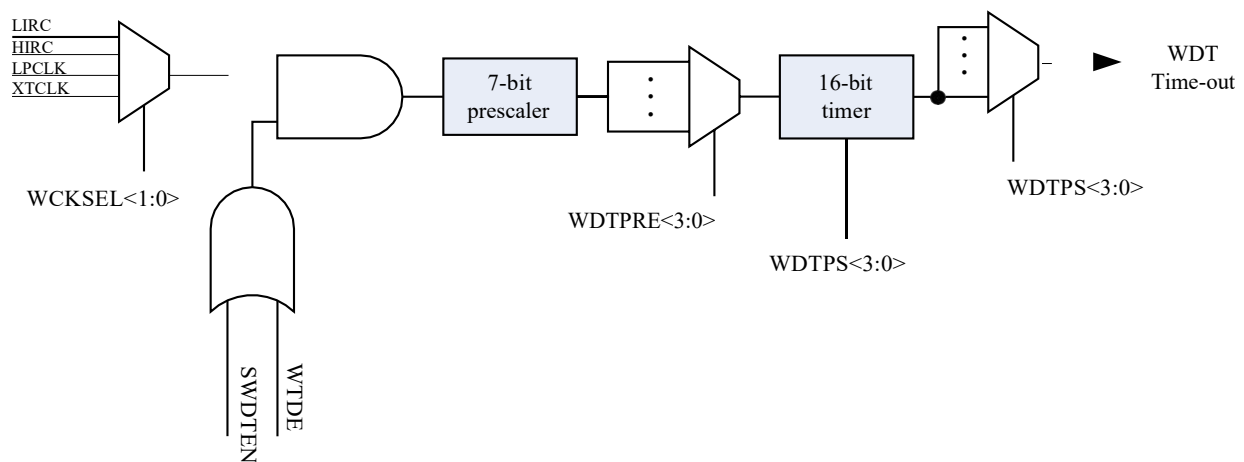 LIRC
HIRC
LPCLK
XTCLK
WCKSEL<1:0>
7-bit
prescaler
WDTPRE<3:0>
16-bit
timer
WDTPS<3:0>
WDTPS<3:0>
WDT
Time-out
SWDTEN
WTDE